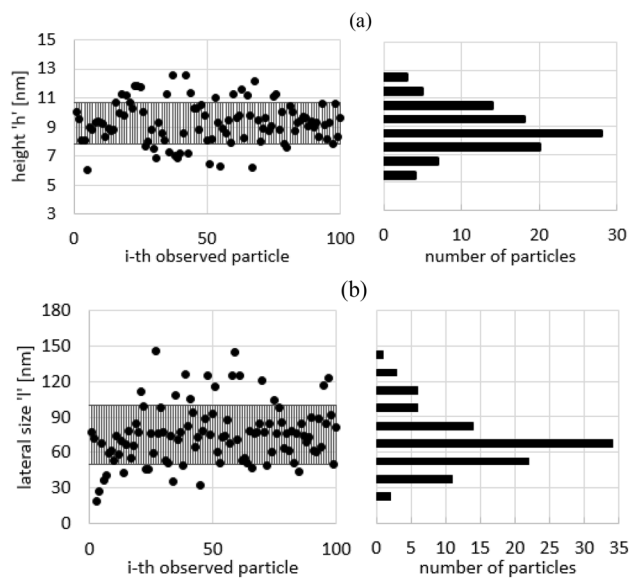 (a)
15
13
11
9
7
5
3
height 'h' [nm]
0 50 100
i-th observed particle
0 10 20 30
number of particles
(b)
180
150
120
90
60
30
0
lateral size 'l' [nm]
0 50 100
i-th observed particle
0 5 10 15 20 25 30 35
number of particles